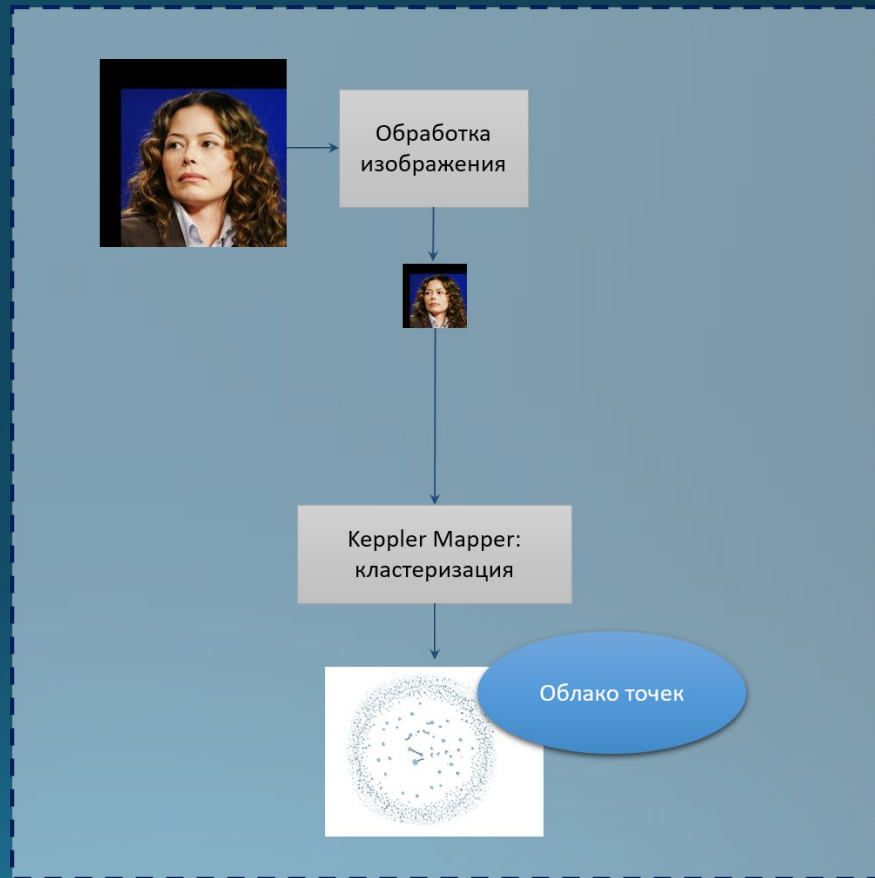 Обработка
изображения
Keppler Mapper:
кластеризация
Облако точек